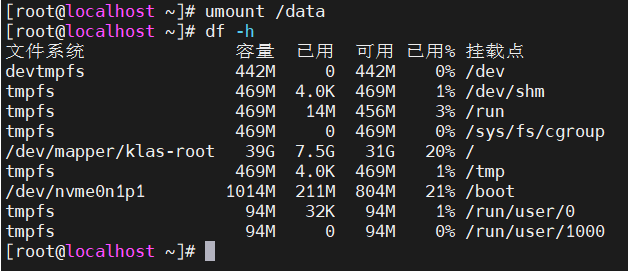 [root@localhost ~]# umount /data
[root@localhost ~]# df -h
文件系统 容量 已用 可用 已用% 挂载点
devtmpfs 442M 0 442M 0% /dev
tmpfs 469M 4.0K 469M 1% /dev/shm
tmpfs 469M 14M 456M 3% /run
tmpfs 469M 0 469M 0% /sys/fs/cgroup
/dev/mapper/klas-root 39G 7.5G 31G 20% /
tmpfs 469M 4.0K 469M 1% /tmp
/dev/nvme0n1p1 1014M 211M 804M 21% /boot
tmpfs 94M 32K 94M 1% /run/user/0
tmpfs 94M 0 94M 0% /run/user/1000
[root@localhost ~]#